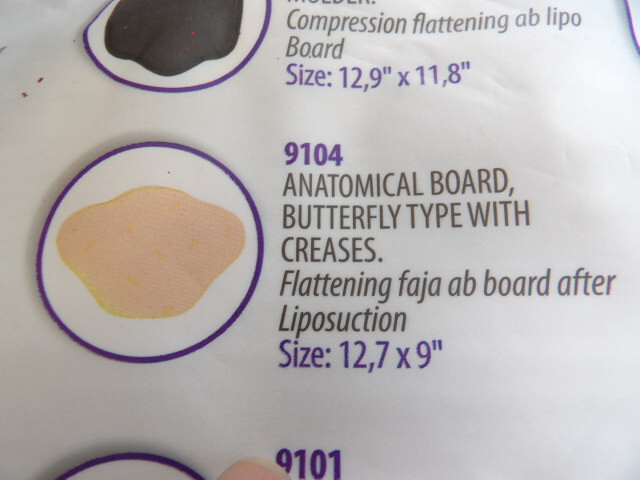 MOLDER.
Compression flattening ab lipo
Board
Size: 12,9" x 11,8"
9104
ANATOMICAL BOARD,
BUTTERFLY TYPE WITH
CREASES.
Flattening faja ab board after
Liposuction
Size: 12,7 x 9"
9101